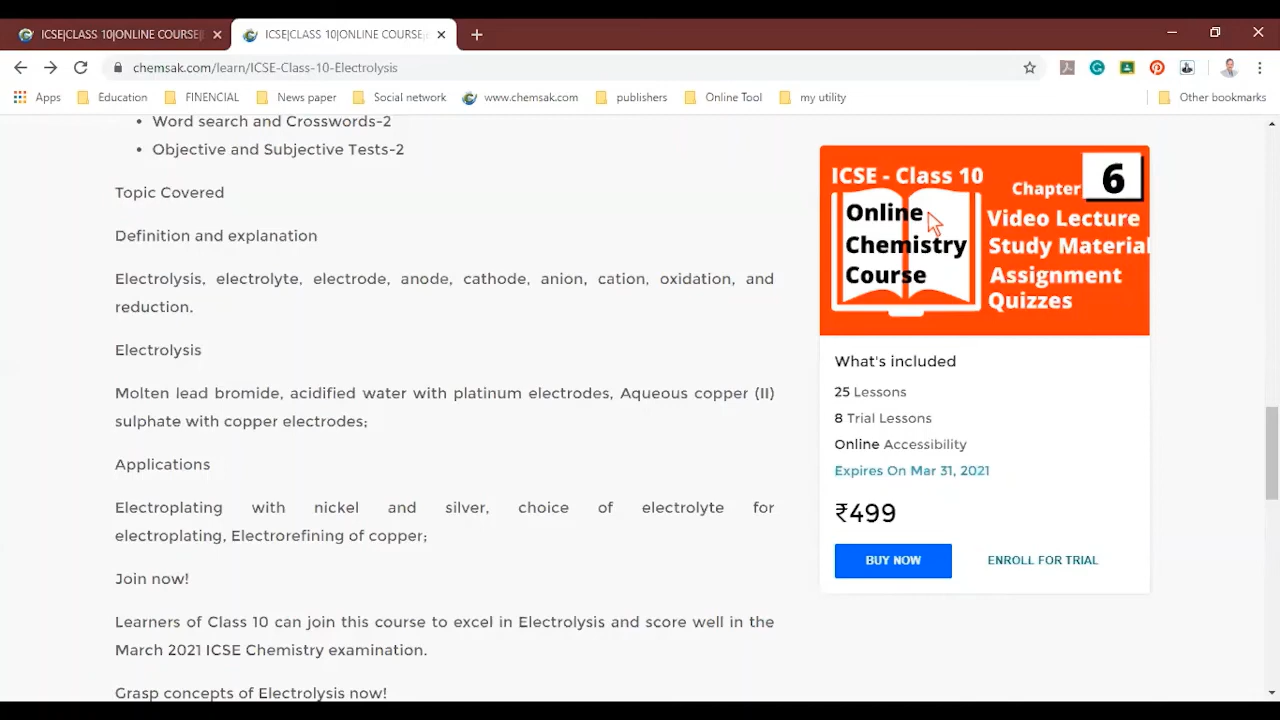 ICSE|CLASS 10|ONLINE COURSE|
ICSE|CLASS 10|ONLINE COURSE
chemsak.com/learn/ICSE-Class-10-Electrolysis
Apps
Education
FINENCIAL
News paper
Social network
www.chemsak.com
publishers
Online Tool
my utility
Other bookmarks
• Word search and Crosswords-2
• Objective and Subjective Tests-2
Topic Covered
Definition and explanation
Electrolysis, electrolyte, electrode, anode, cathode, anion, cation, oxidation, and
reduction.
Electrolysis
Molten lead bromide, acidified water with platinum electrodes, Aqueous copper (II)
sulphate with copper electrodes;
Applications
Electroplating with nickel and silver, choice of electrolyte for
electroplating, Electrorefining of copper;
Join now!
Learners of Class 10 can join this course to excel in Electrolysis and score well in the
March 2021 ICSE Chemistry examination.
Grasp concepts of Electrolysis now!
ICSE - Class 10
Chapter 6
Online
Chemistry
Course
Video Lecture
Study Material
Assignment
Quizzes
What's included
25 Lessons
8 Trial Lessons
Online Accessibility
Expires On Mar 31, 2021
₹499
BUY NOW
ENROLL FOR TRIAL